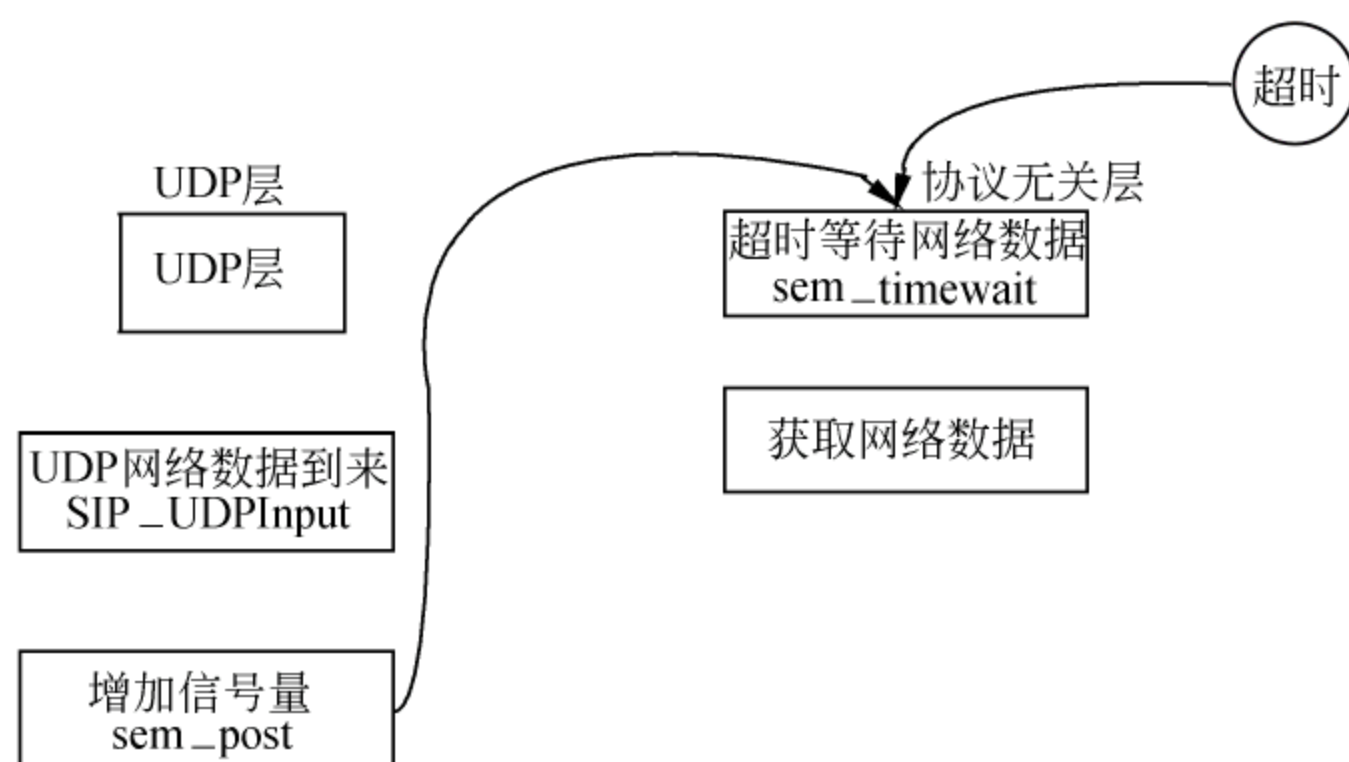 超时
UDP层
协议无关层
UDP层
超时等待网络数据
sem_timewait
获取网络数据
UDP网络数据到来
SIP_UDPInput
增加信号量
sem_post